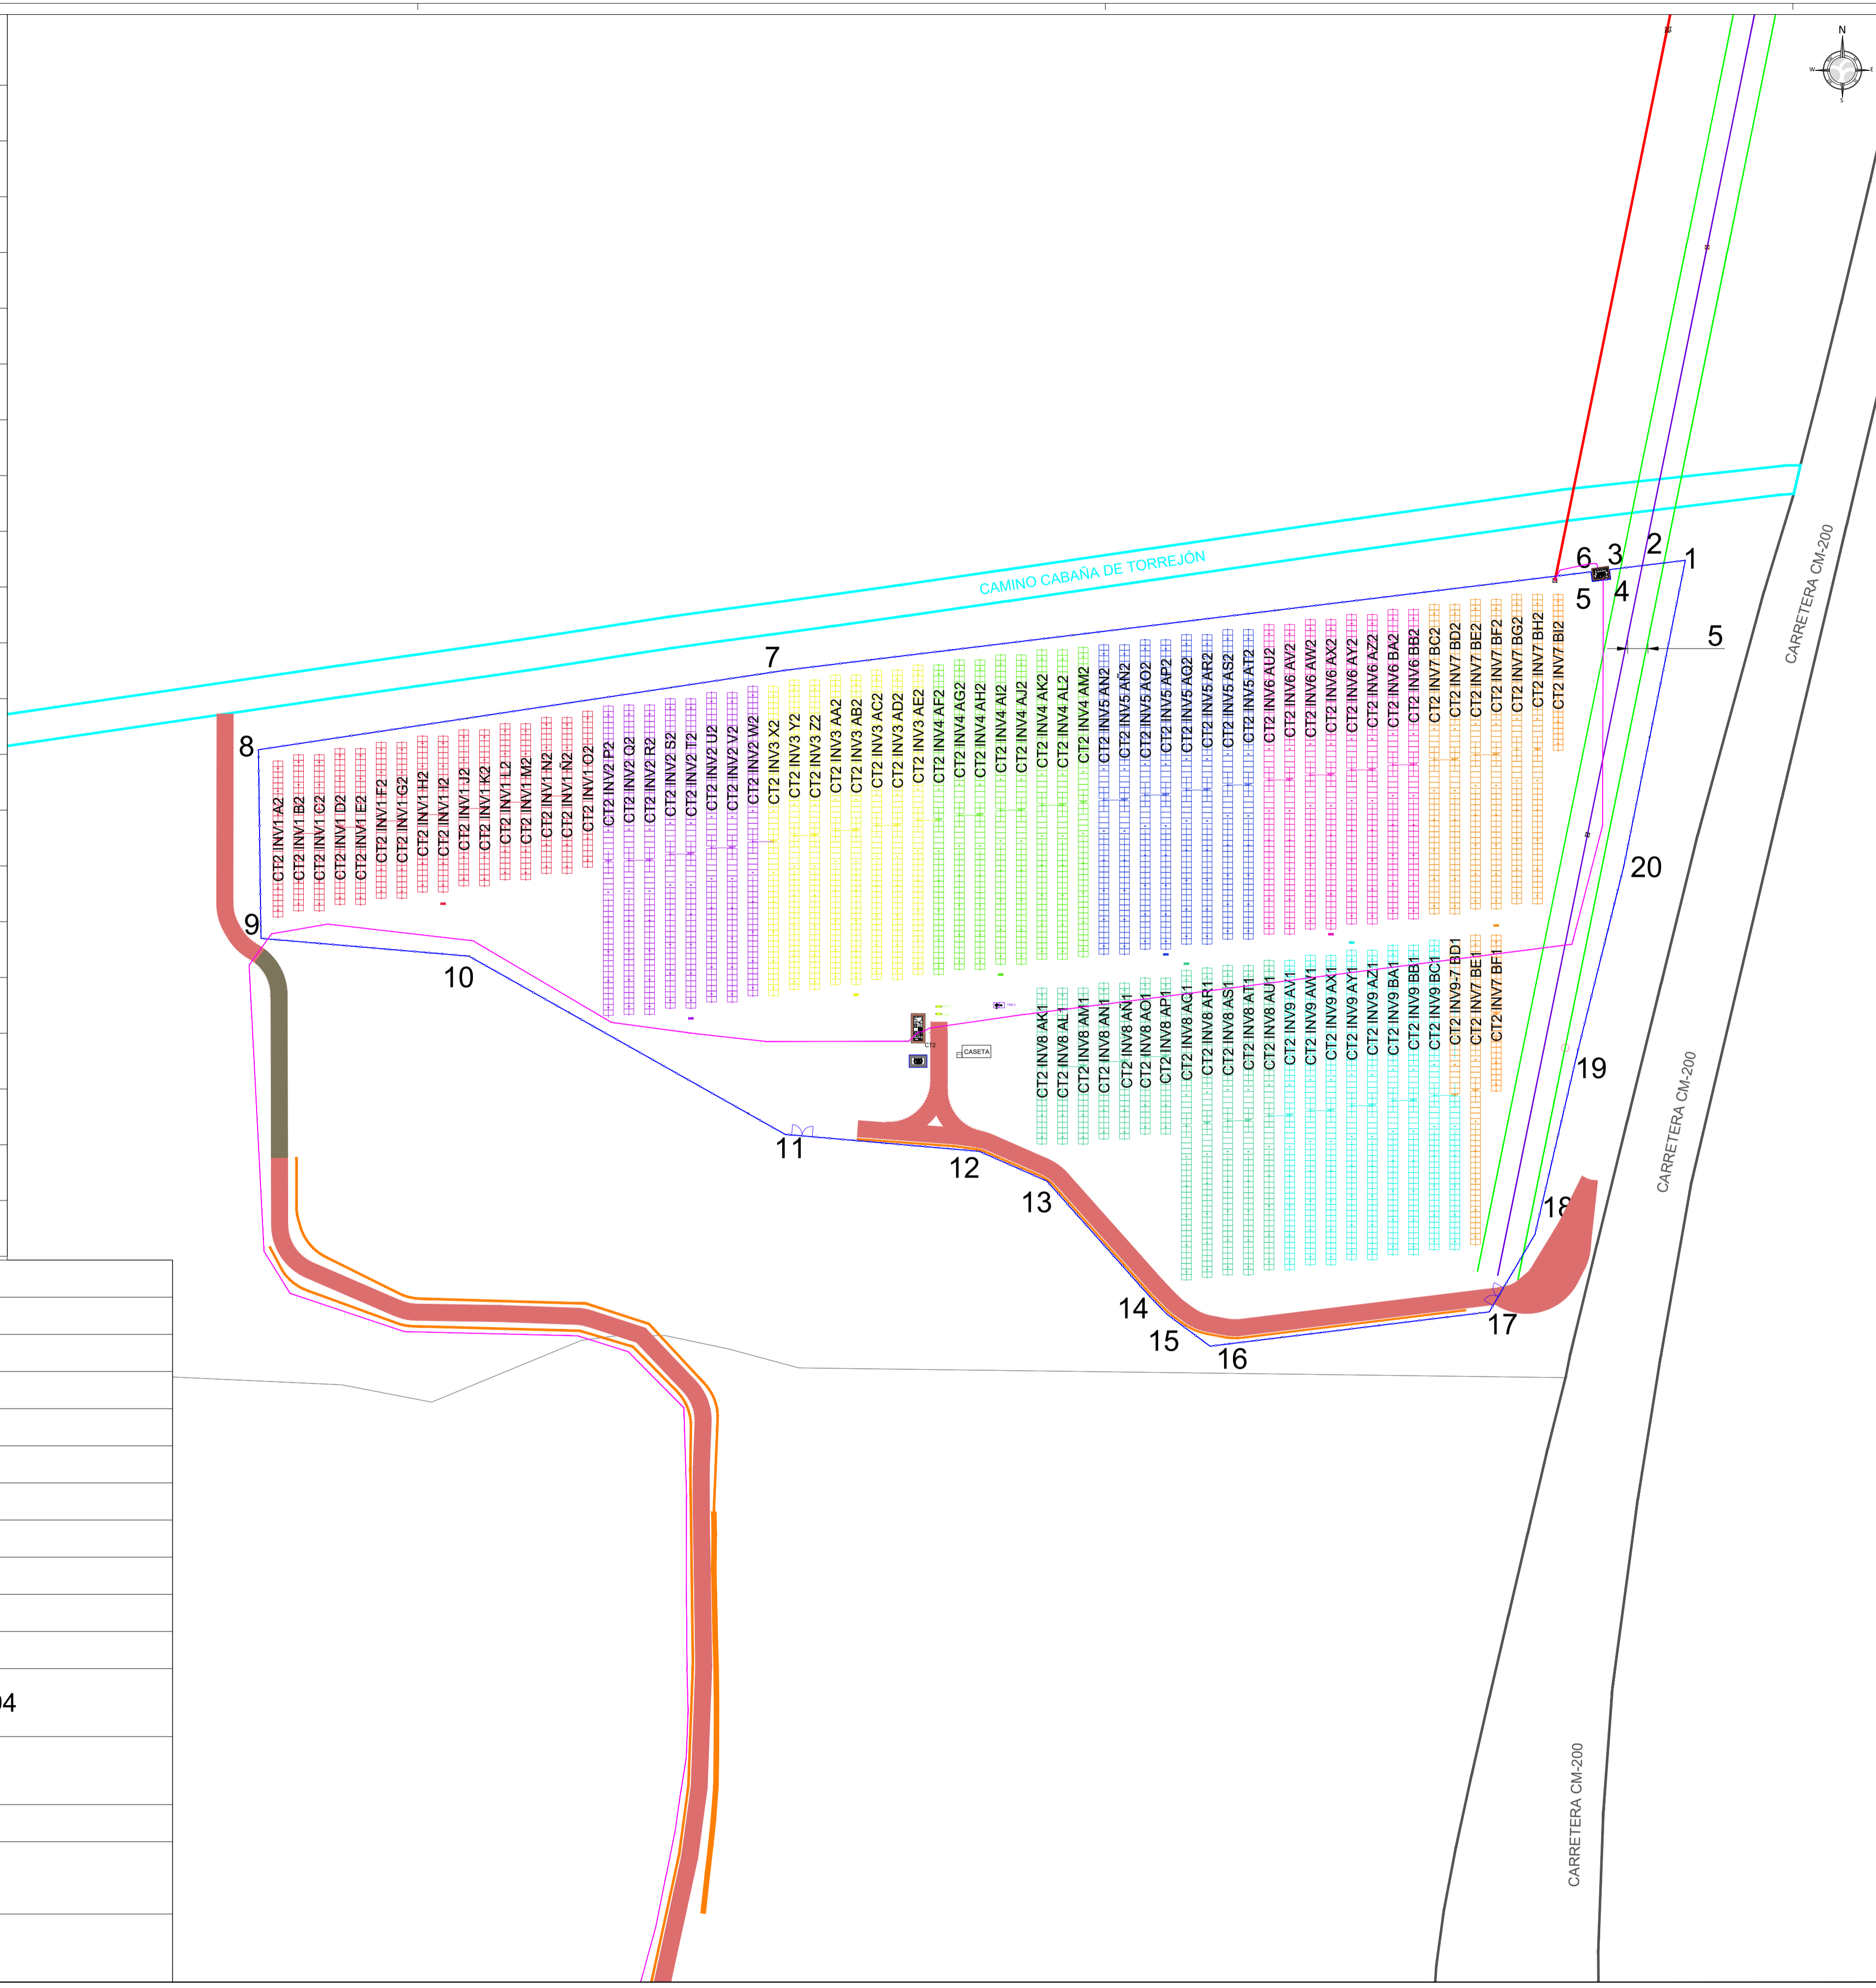 N
W
E
S
CARRETERA CM-200
CAMINO CABAÑA DE TORREJÓN
1
2
3
4
5
6
5
7
8
9
10
11
12
13
14
15
16
17
18
19
20
CT2 INV1 A2
CT2 INV1 B2
CT2 INV1 C2
CT2 INV1 D2
CT2 INV1 E2
CT2 INV1 F2
CT2 INV1 G2
CT2 INV1 H2
CT2 INV1 I2
CT2 INV1 J2
CT2 INV1 K2
CT2 INV1 L2
CT2 INV1 M2
CT2 INV1 N2
CT2 INV1 Ñ2
CT2 INV1 O2
CT2 INV2 P2
CT2 INV2 Q2
CT2 INV2 R2
CT2 INV2 S2
CT2 INV2 T2
CT2 INV2 U2
CT2 INV2 V2
CT2 INV2 W2
CT2 INV3 X2
CT2 INV3 Y2
CT2 INV3 Z2
CT2 INV3 AA2
CT2 INV3 AB2
CT2 INV3 AC2
CT2 INV3 AD2
CT2 INV3 AE2
CT2 INV4 AF2
CT2 INV4 AG2
CT2 INV4 AH2
CT2 INV4 AI2
CT2 INV4 AJ2
CT2 INV4 AK2
CT2 INV4 AL2
CT2 INV4 AM2
CT2 INV5 AN2
CT2 INV5 AÑ2
CT2 INV5 AO2
CT2 INV5 AP2
CT2 INV5 AQ2
CT2 INV5 AR2
CT2 INV5 AS2
CT2 INV5 AT2
CT2 INV6 AU2
CT2 INV6 AV2
CT2 INV6 AW2
CT2 INV6 AX2
CT2 INV6 AY2
CT2 INV6 AZ2
CT2 INV6 BA2
CT2 INV6 BB2
CT2 INV7 BC2
CT2 INV7 BD2
CT2 INV7 BE2
CT2 INV7 BF2
CT2 INV7 BG2
CT2 INV7 BH2
CT2 INV7 BI2
CT2 INV8 AK1
CT2 INV8 AL1
CT2 INV8 AM1
CT2 INV8 AN1
CT2 INV8 AÑ1
CT2 INV8 AO1
CT2 INV8 AP1
CT2 INV8 AQ1
CT2 INV8 AR1
CT2 INV8 AS1
CT2 INV8 AT1
CT2 INV8 AU1
CT2 INV9 AV1
CT2 INV9 AW1
CT2 INV9 AX1
CT2 INV9 AY1
CT2 INV9 AZ1
CT2 INV9 BA1
CT2 INV9 BB1
CT2 INV9 BC1
CT2 INV9-7 BD1
CT2 INV7 BE1
CT2 INV7 BF1
CT2
CASETA
CARRETERA CM-200
CARRETERA CM-200
04